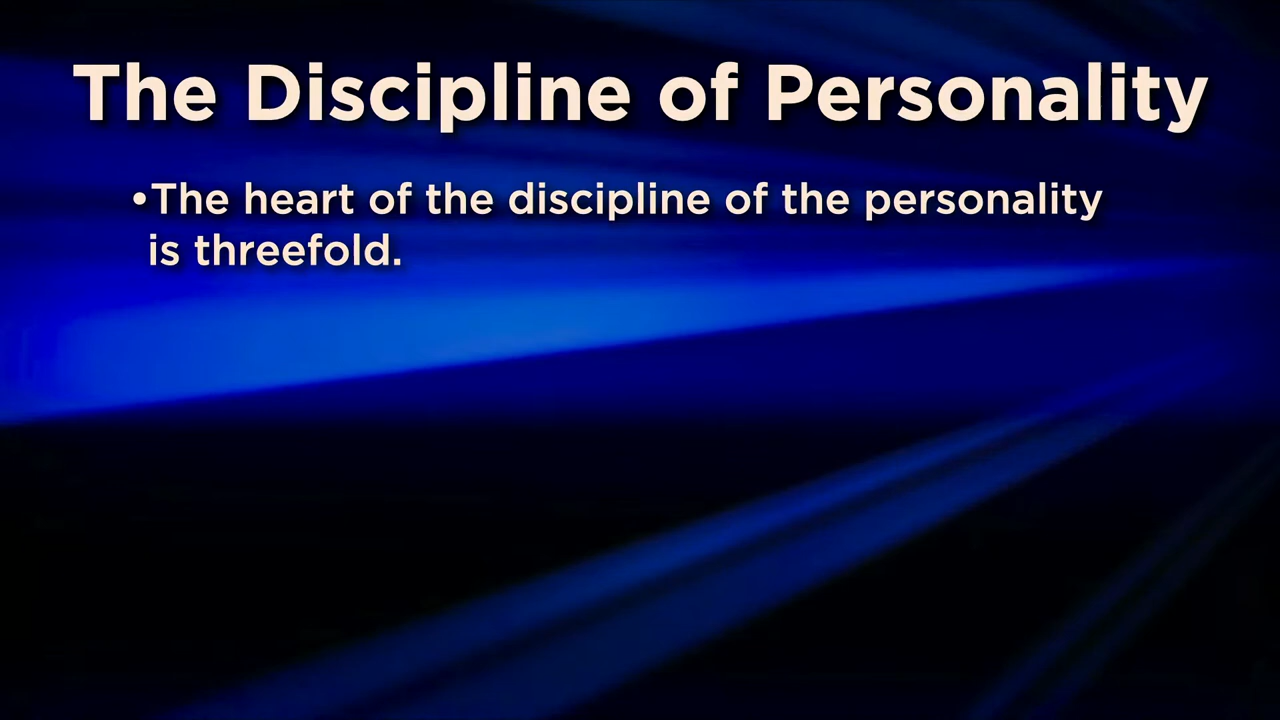 The Discipline of Personality
•The heart of the discipline of the personality
is threefold.